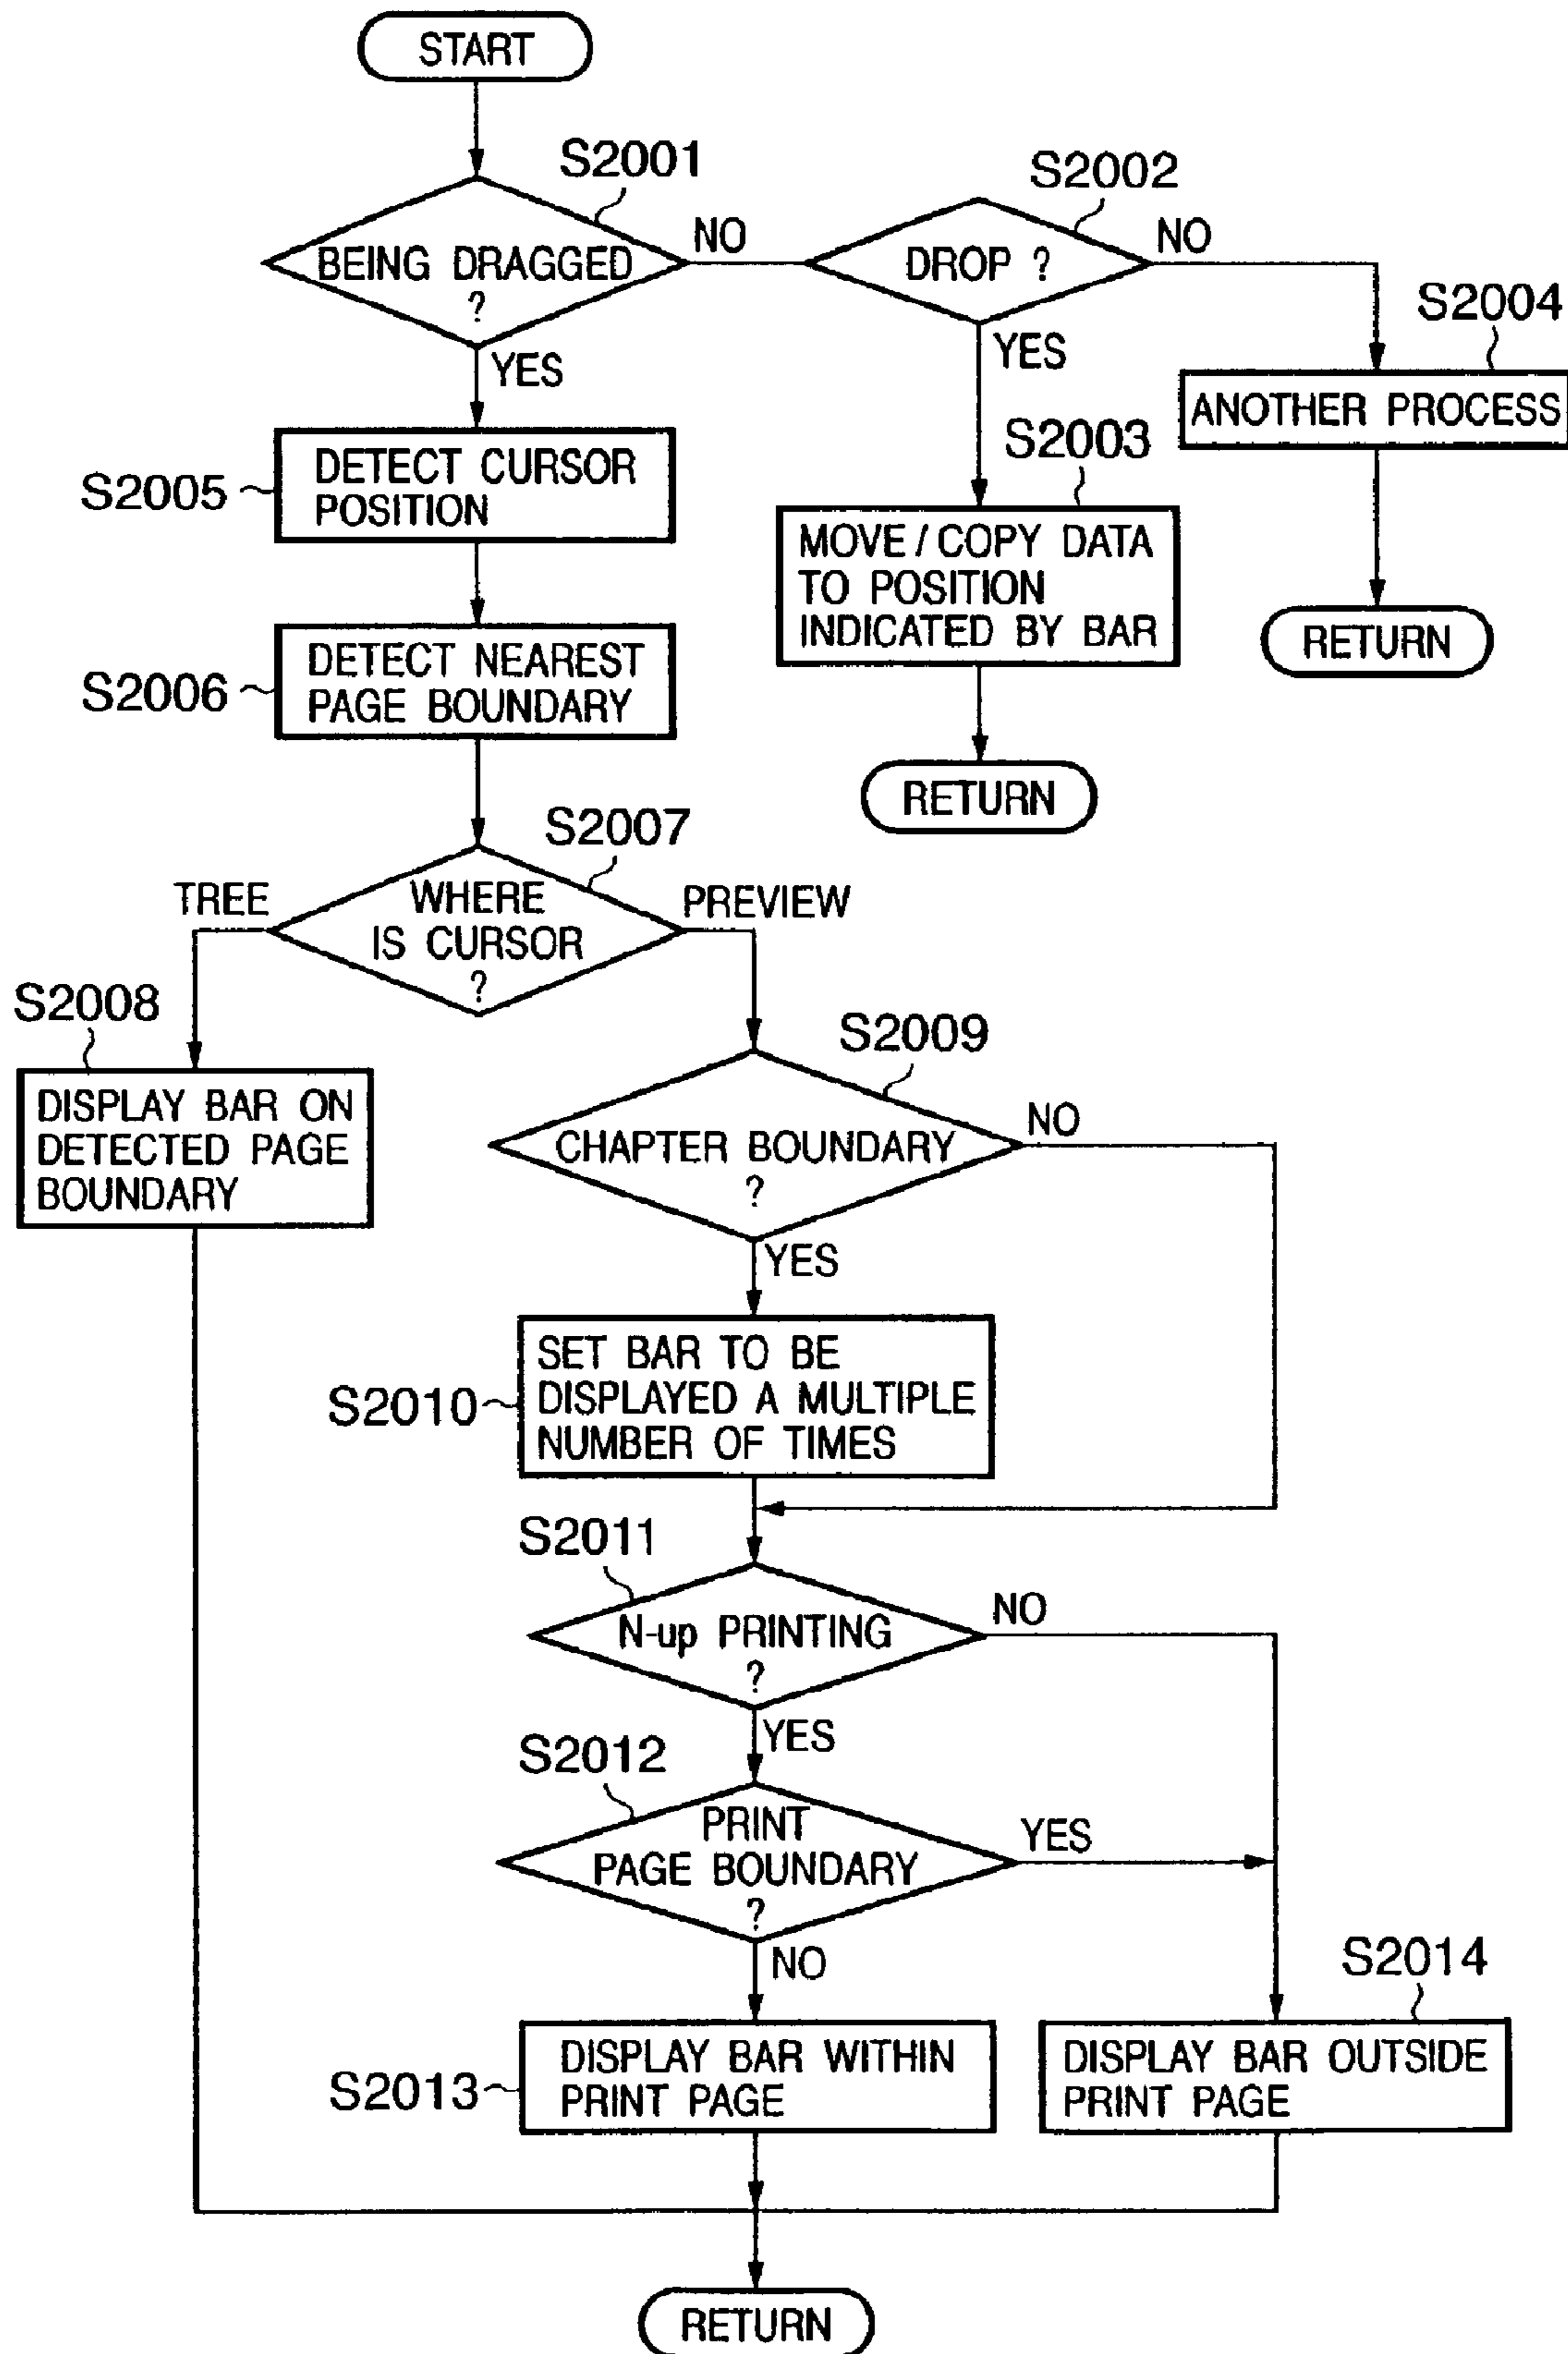 START
S2001
BEING DRAGGED
?
NO
YES
S2002
DROP ?
NO
YES
S2004
ANOTHER PROCESS
RETURN
S2003
MOVE / COPY DATA
TO POSITION
INDICATED BY BAR
RETURN
S2005
DETECT CURSOR
POSITION
S2006
DETECT NEAREST
PAGE BOUNDARY
S2007
WHERE
IS CURSOR
?
TREE
PREVIEW
S2008
DISPLAY BAR ON
DETECTED PAGE
BOUNDARY
S2009
CHAPTER BOUNDARY
?
NO
YES
S2010
SET BAR TO BE
DISPLAYED A MULTIPLE
NUMBER OF TIMES
S2011
N-up PRINTING
?
NO
YES
S2012
PRINT
PAGE BOUNDARY
?
YES
NO
S2013
DISPLAY BAR WITHIN
PRINT PAGE
S2014
DISPLAY BAR OUTSIDE
PRINT PAGE
RETURN